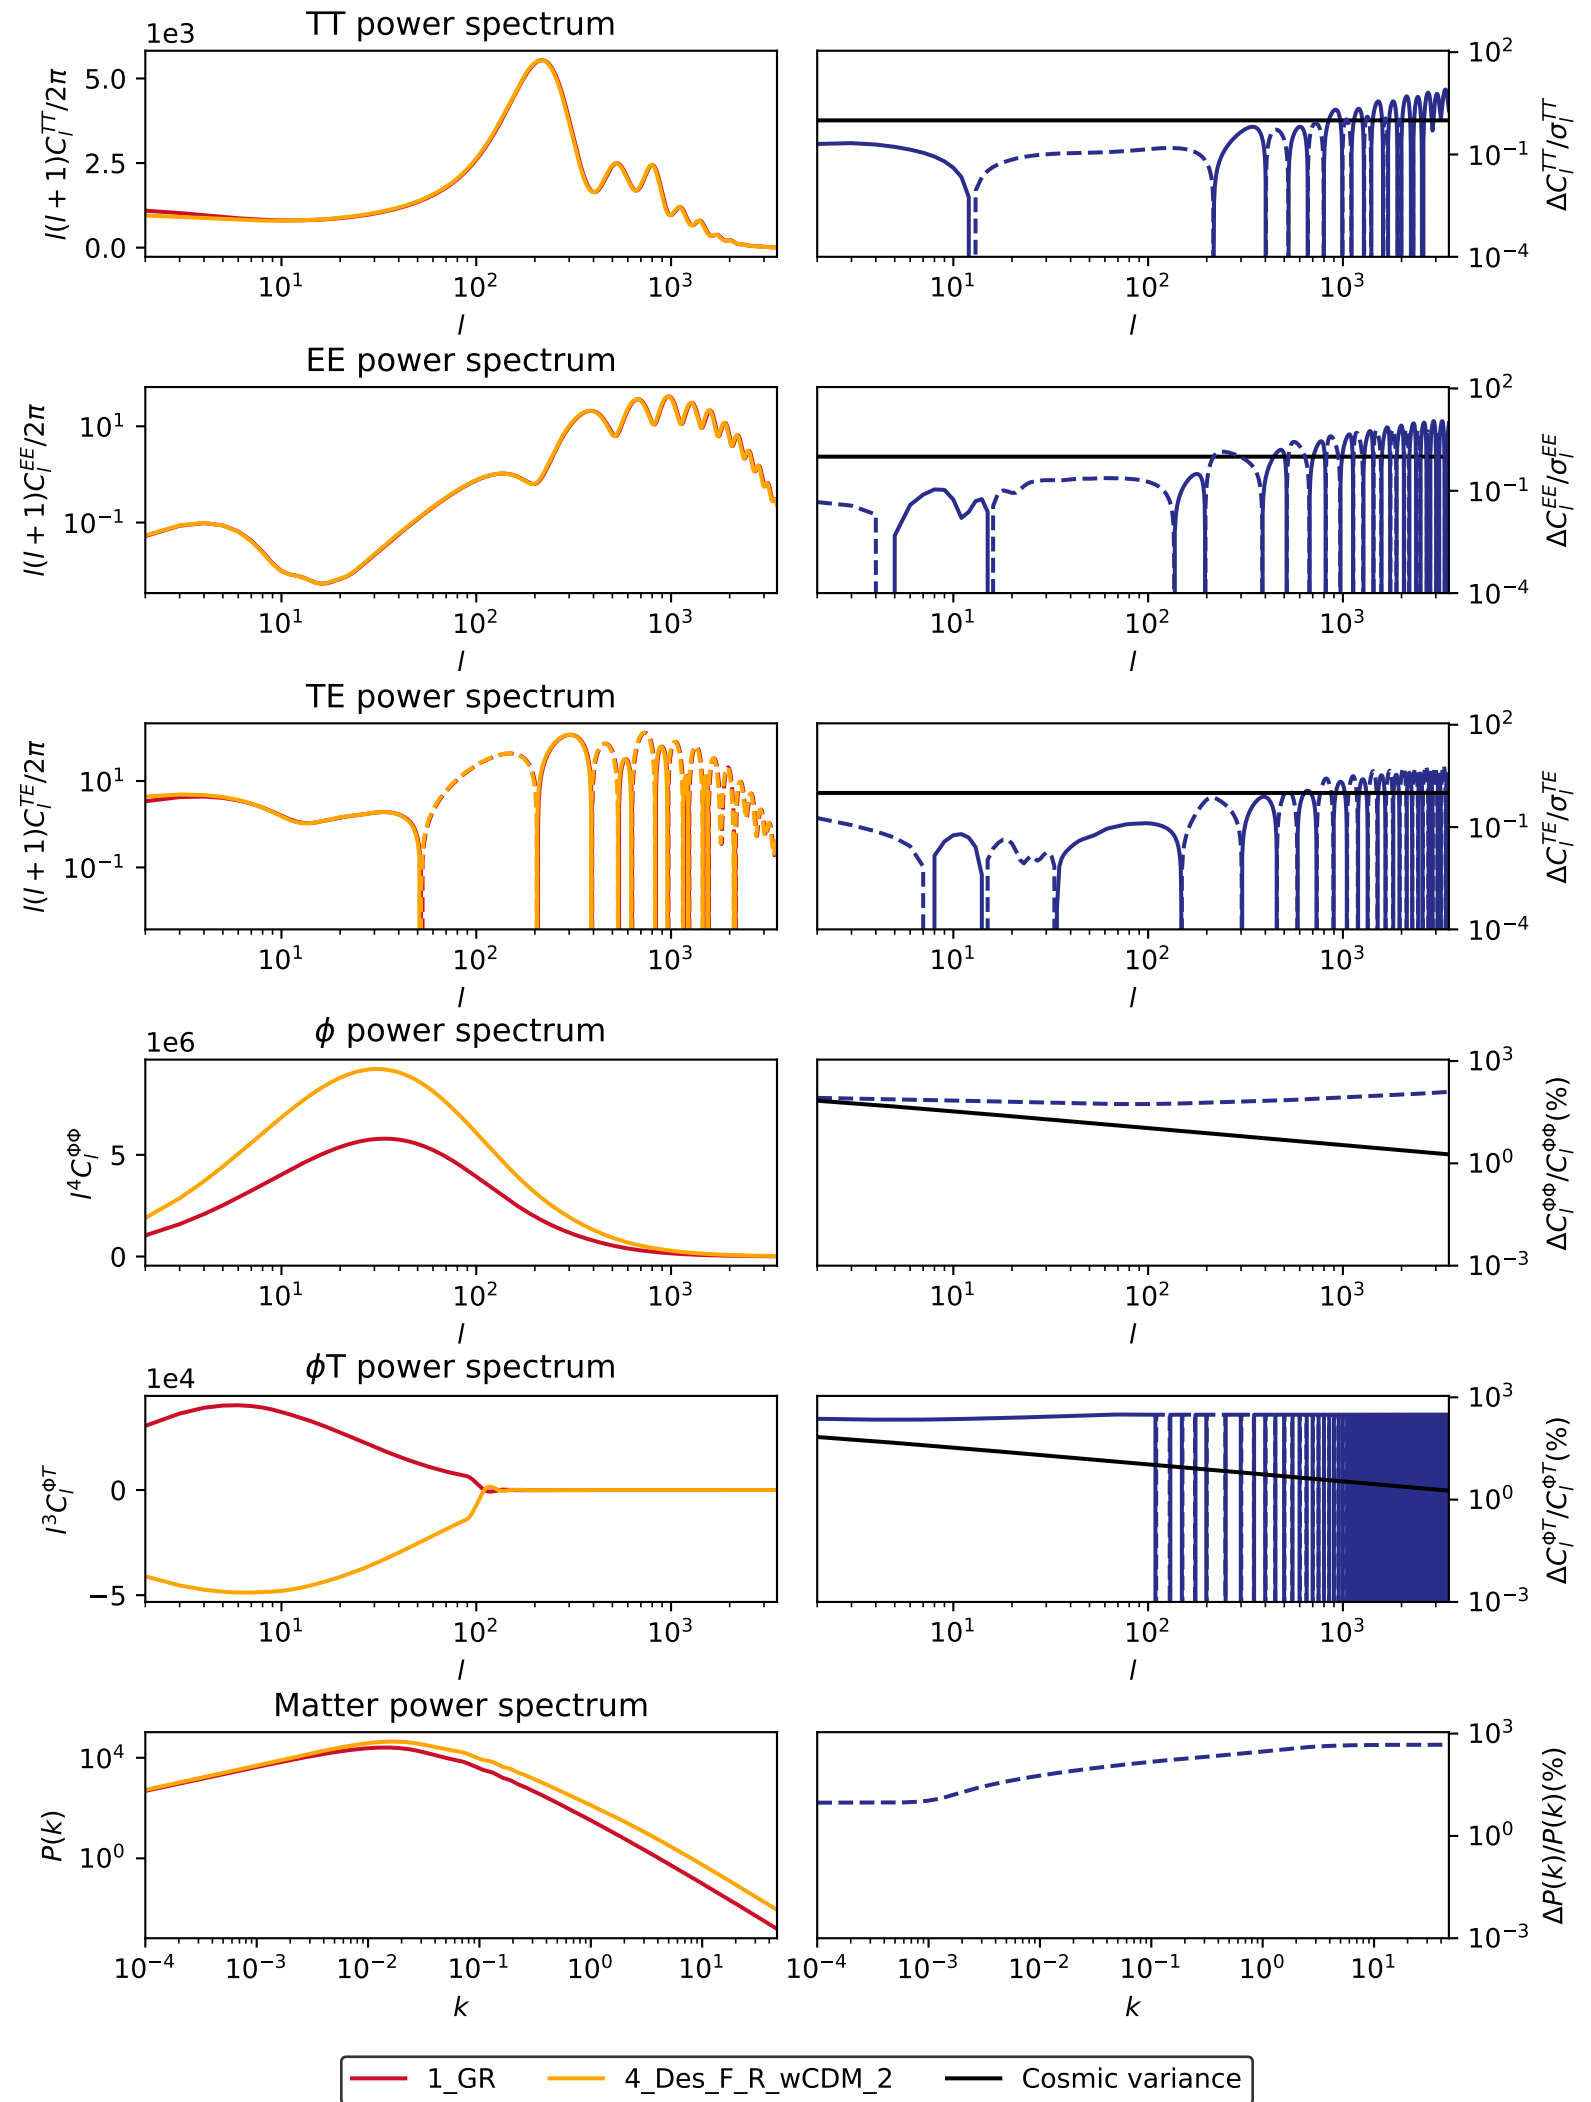 TT power spectrum
1e3
l(l + 1)C_l^{TT}/2π
5.0
2.5
0.0
10^1 10^2 10^3
l
10^2
10^{-1}
10^{-4}
ΔC_l^{TT}/σ_l^{TT}
10^1 10^2 10^3
l
EE power spectrum
l(l + 1)C_l^{EE}/2π
10^1
10^{-1}
10^1 10^2 10^3
l
10^2
10^{-1}
10^{-4}
ΔC_l^{EE}/σ_l^{EE}
10^1 10^2 10^3
l
TE power spectrum
l(l + 1)C_l^{TE}/2π
10^1
10^{-1}
10^1 10^2 10^3
l
10^2
10^{-1}
10^{-4}
ΔC_l^{TE}/σ_l^{TE}
10^1 10^2 10^3
l
ϕ power spectrum
1e6
l^4C_l^{ΦΦ}
5
0
10^1 10^2 10^3
l
10^3
10^0
10^{-3}
ΔC_l^{ΦΦ}/C_l^{ΦΦ}(%)
10^1 10^2 10^3
l
ϕT power spectrum
1e4
l^3C_l^{ΦT}
0
−5
10^1 10^2 10^3
l
10^3
10^0
10^{-3}
ΔC_l^{ΦT}/C_l^{ΦT}(%)
10^1 10^2 10^3
l
Matter power spectrum
P(k)
10^4
10^0
10^{-4} 10^{-3} 10^{-2} 10^{-1} 10^0 10^1
k
10^3
10^0
10^{-3}
ΔP(k)/P(k)(%)
10^{-4} 10^{-3} 10^{-2} 10^{-1} 10^0 10^1
k
1_GR 4_Des_F_R_wCDM_2 Cosmic variance